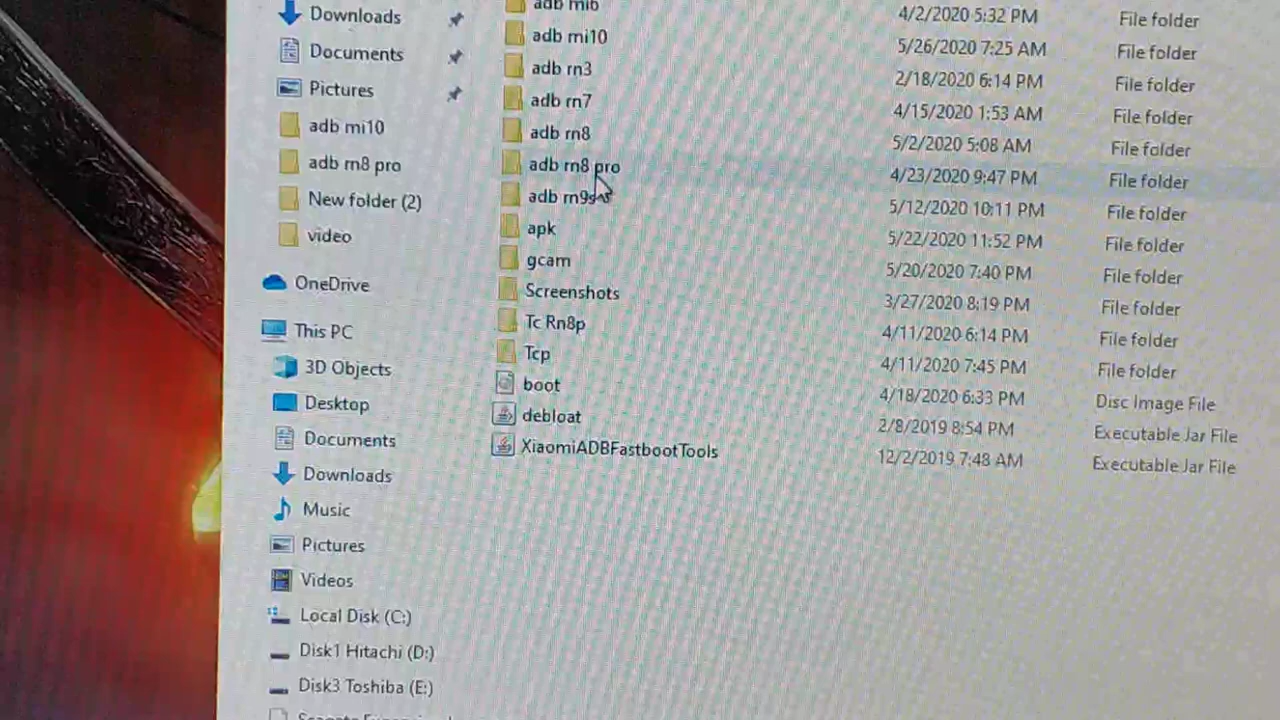 Downloads
Documents
Pictures
adb mi10
adb rn8 pro
New folder (2)
video
OneDrive
This PC
3D Objects
Desktop
Documents
Downloads
Music
Pictures
Videos
Local Disk (C:)
Disk1 Hitachi (D:)
Disk3 Toshiba (E:)
adb mi6 4/2/2020 5:32 PM File folder
adb mi10 5/26/2020 7:25 AM File folder
adb rn3 2/18/2020 6:14 PM File folder
adb rn7 4/15/2020 1:53 AM File folder
adb rn8 5/2/2020 5:08 AM File folder
adb rn8 pro 4/23/2020 9:47 PM File folder
adb rn9s 5/12/2020 10:11 PM File folder
apk 5/22/2020 11:52 PM File folder
gcam 5/20/2020 7:40 PM File folder
Screenshots 3/27/2020 8:19 PM File folder
Tc Rn8p 4/11/2020 6:14 PM File folder
Tcp 4/11/2020 7:45 PM File folder
boot 4/18/2020 6:33 PM Disc Image File
debloat 2/8/2019 8:54 PM Executable Jar File
XiaomiADBFastbootTools 12/2/2019 7:48 AM Executable Jar File